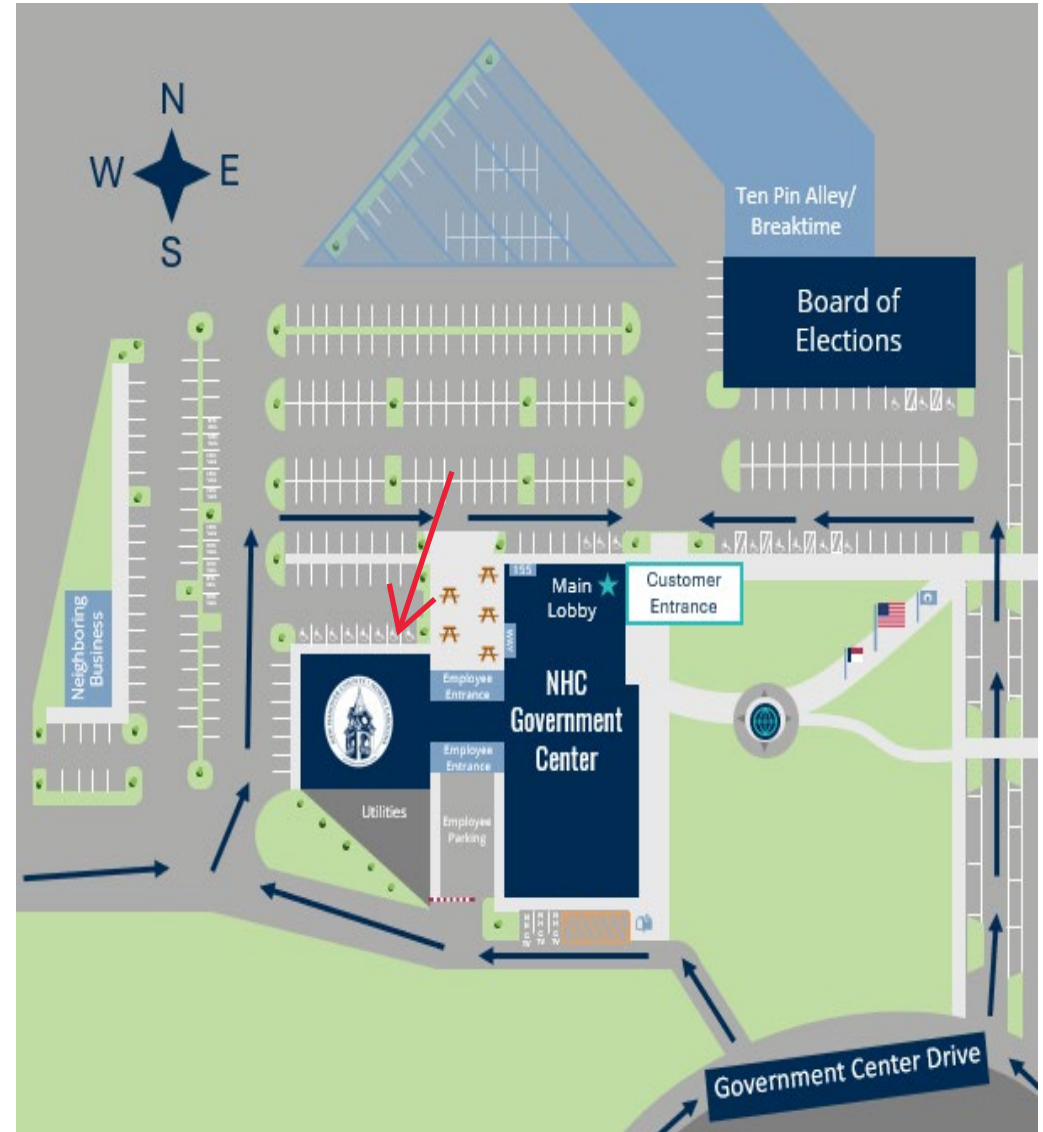 N
W
E
S
Ten Pin Alley/
Breaktime
Board of
Elections
155
Main
Lobby
Customer
Entrance
WWAY
Neighboring
Business
Employee
Entrance
NHC
Government
Center
Employee
Entrance
Utilities
Employee
Parking
Government Center Drive